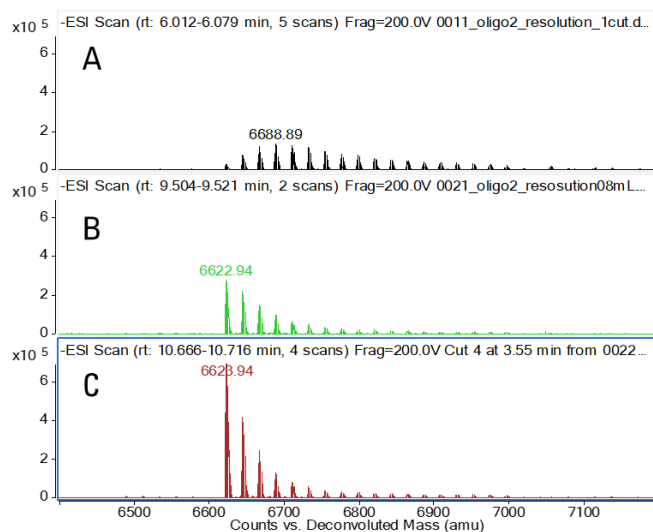 -ESI Scan (rt: 6.012-6.079 min, 5 scans) Frag=200.0V 0011_oligo2_resolution_1cut.d...
x10 5
6
4
2
0
A
6688.89
-ESI Scan (rt: 9.504-9.521 min, 2 scans) Frag=200.0V 0021_oligo2_resosution08mL....
x10 5
6
4
2
0
B
6622.94
-ESI Scan (rt: 10.666-10.716 min, 4 scans) Frag=200.0V Cut 4 at 3.55 min from 0022...
x10 5
6
4
2
0
C
6623.94
6500 6600 6700 6800 6900 7000 7100
Counts vs. Deconvoluted Mass (amu)